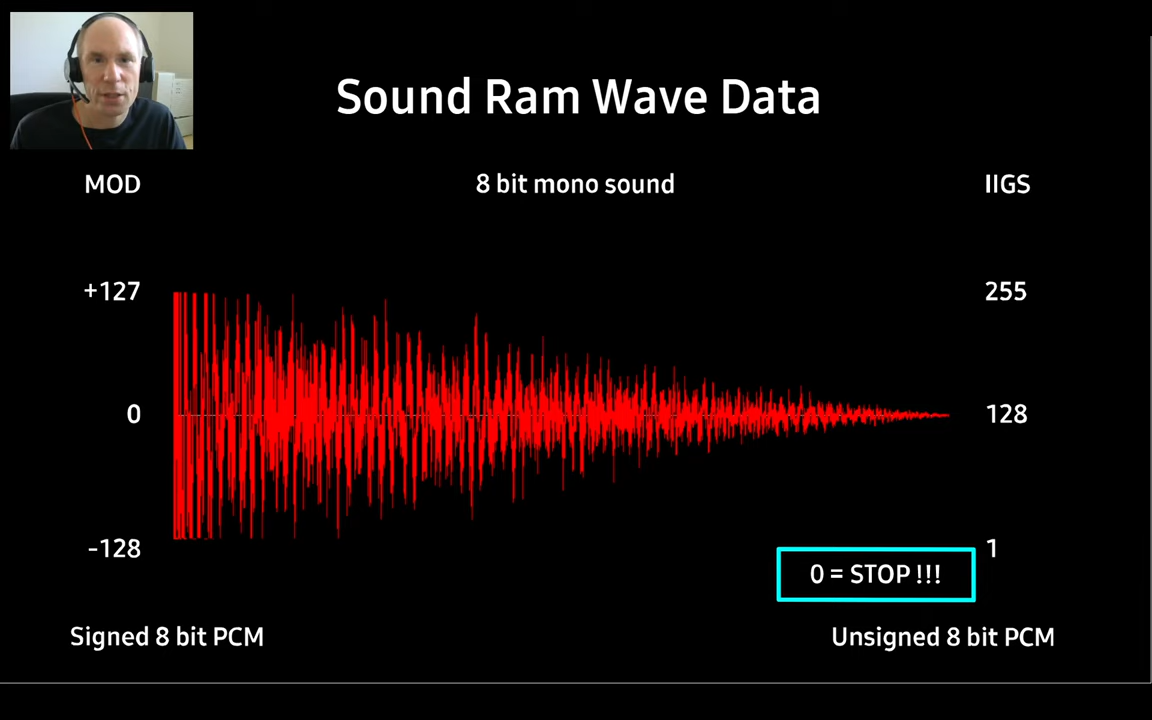 Sound Ram Wave Data
MOD
8 bit mono sound
IIGS
+127
255
0
128
-128
1
0 = STOP !!!
Signed 8 bit PCM
Unsigned 8 bit PCM